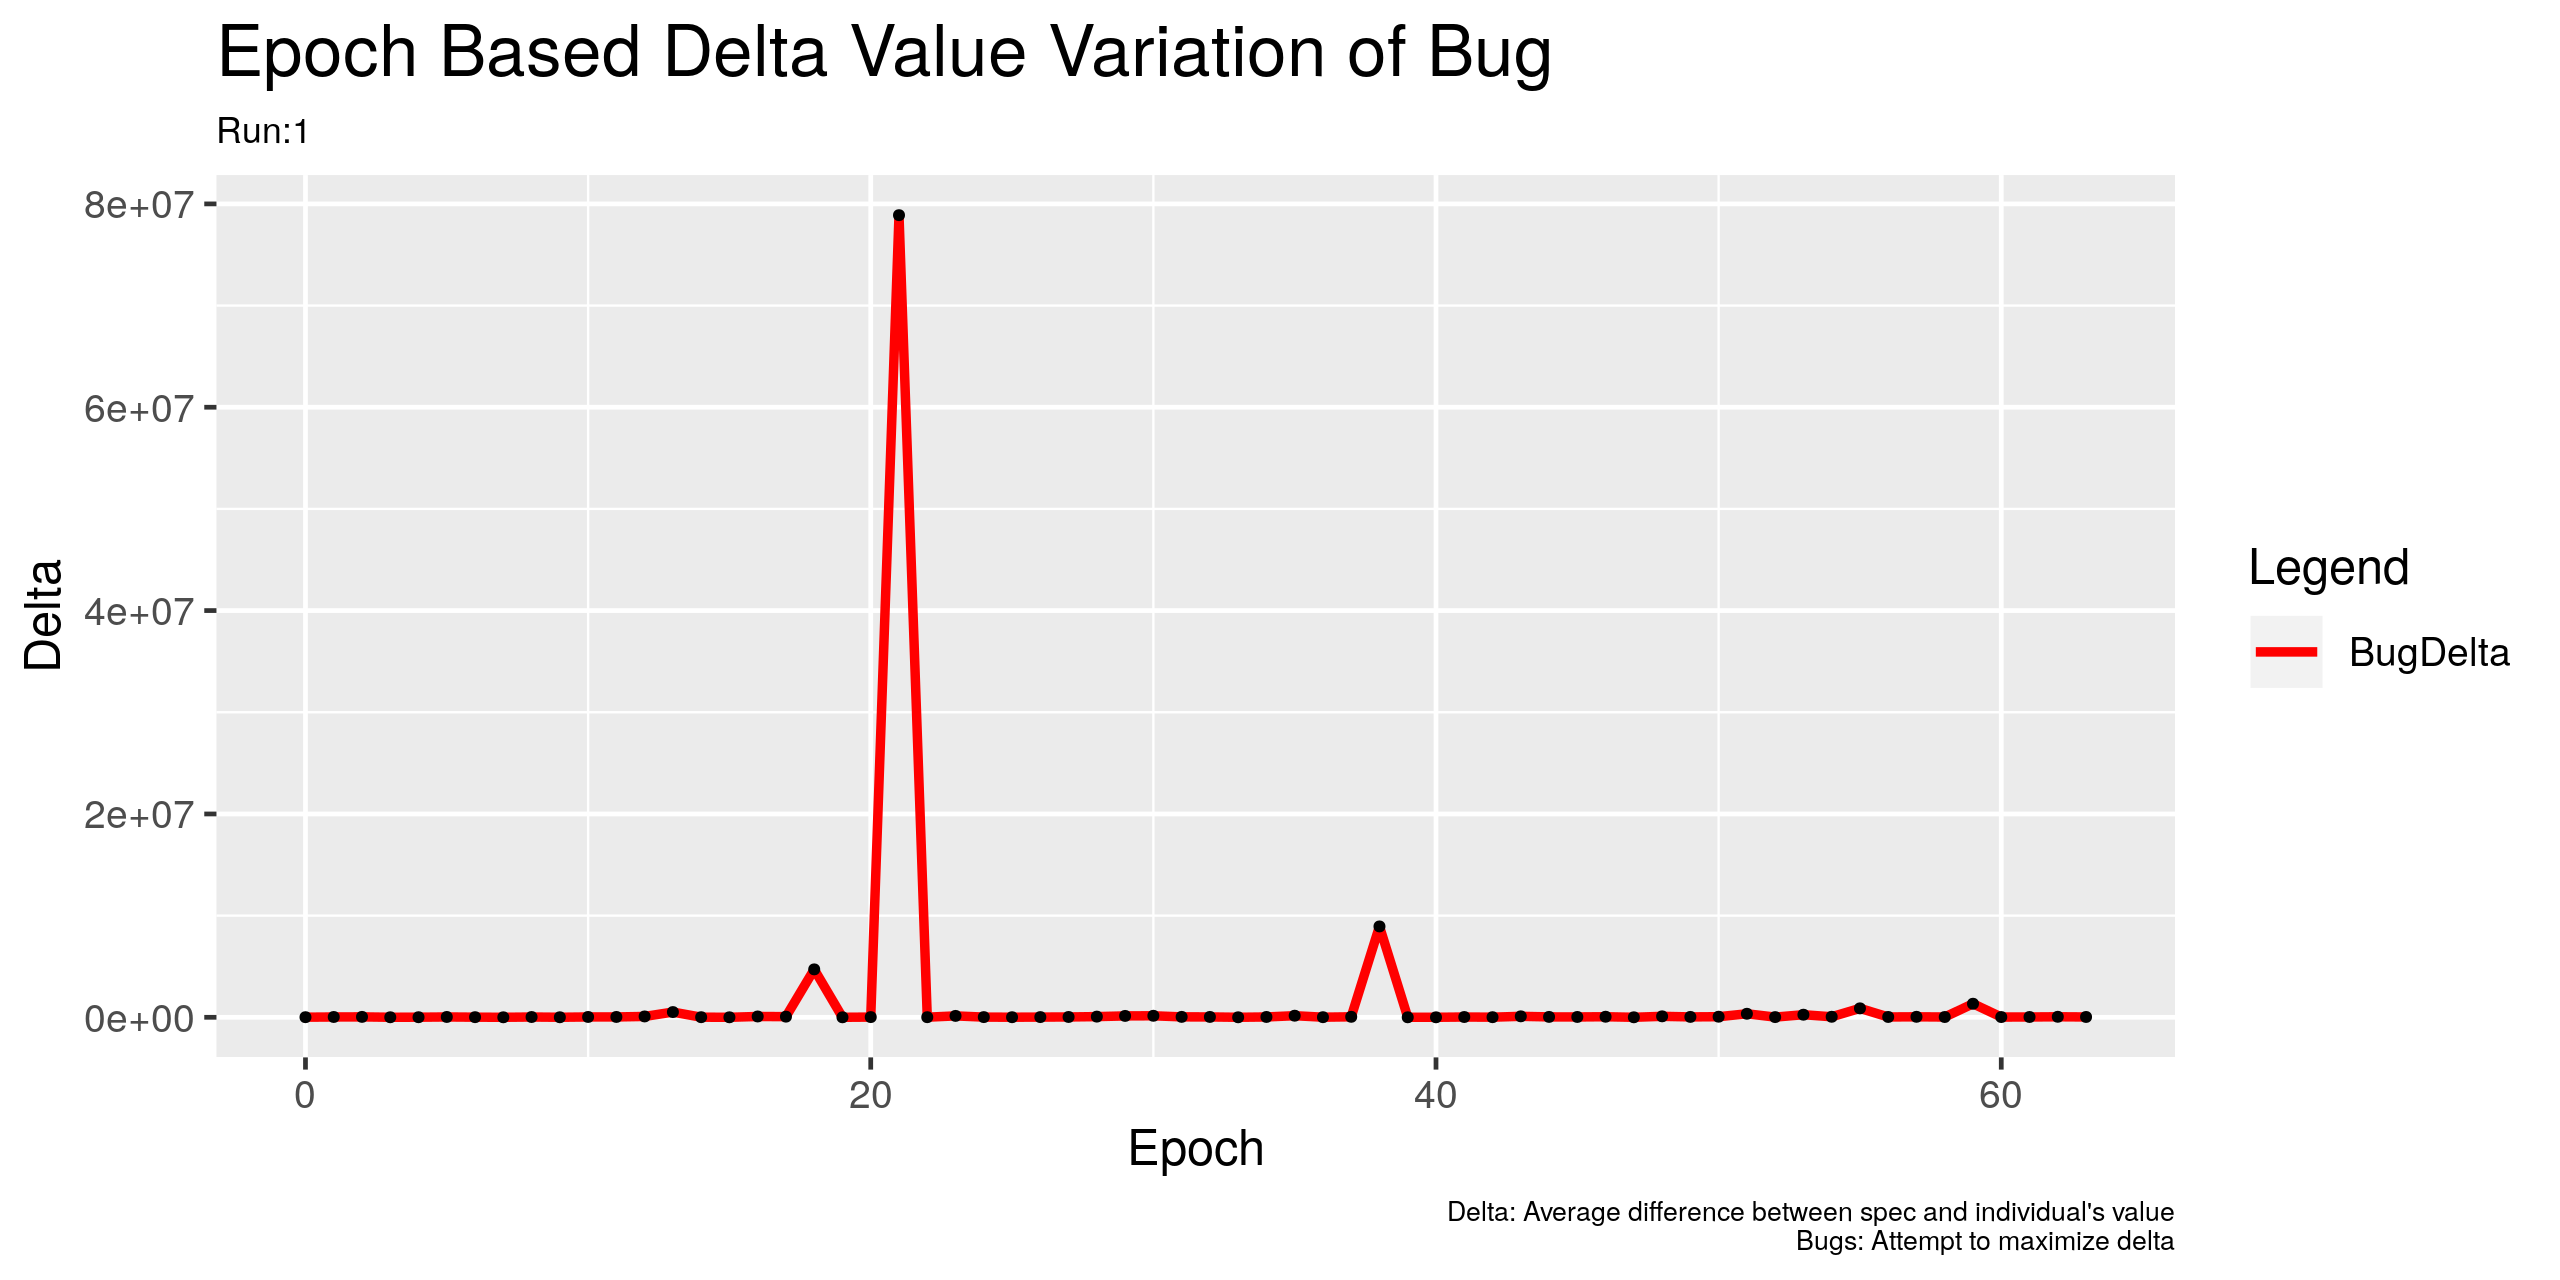 Epoch Based Delta Value Variation of Bug
Run:1
8e+07
6e+07
4e+07
2e+07
0e+00
Delta
0
20
40
60
Epoch
Legend
BugDelta
Delta: Average difference between spec and individual's value
Bugs: Attempt to maximize delta